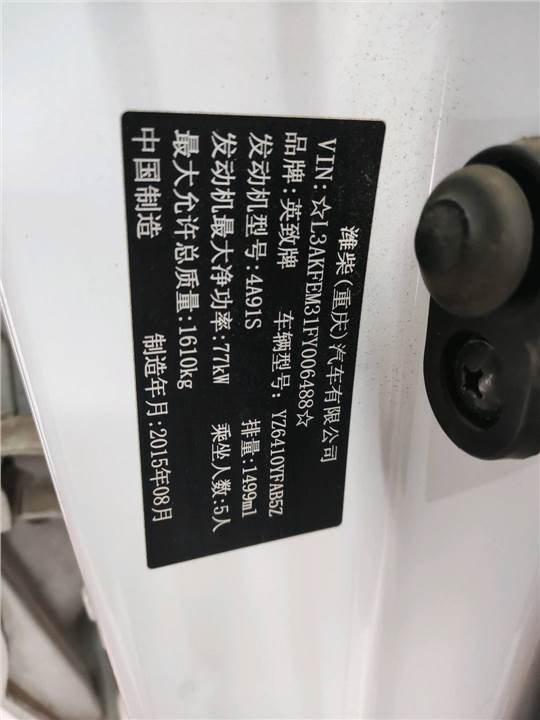 潍柴(重庆)汽车有限公司
VIN:☆L3AKFEM31FY006488☆
品牌:英致牌 车辆型号:YZ6410YFAB5Z
发动机型号:4A91S 排量:1499ml
发动机最大净功率:77kW 乘坐人数:5人
最大允许总质量:1610kg
中国制造 制造年月:2015年08月